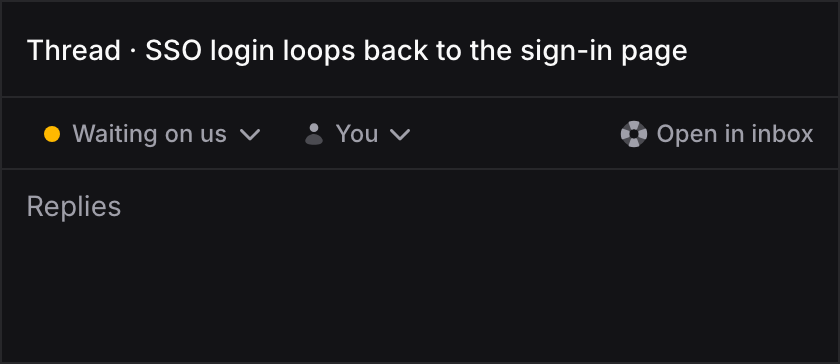 Thread · SSO login loops back to the sign-in page
Waiting on us You Open in inbox
Replies